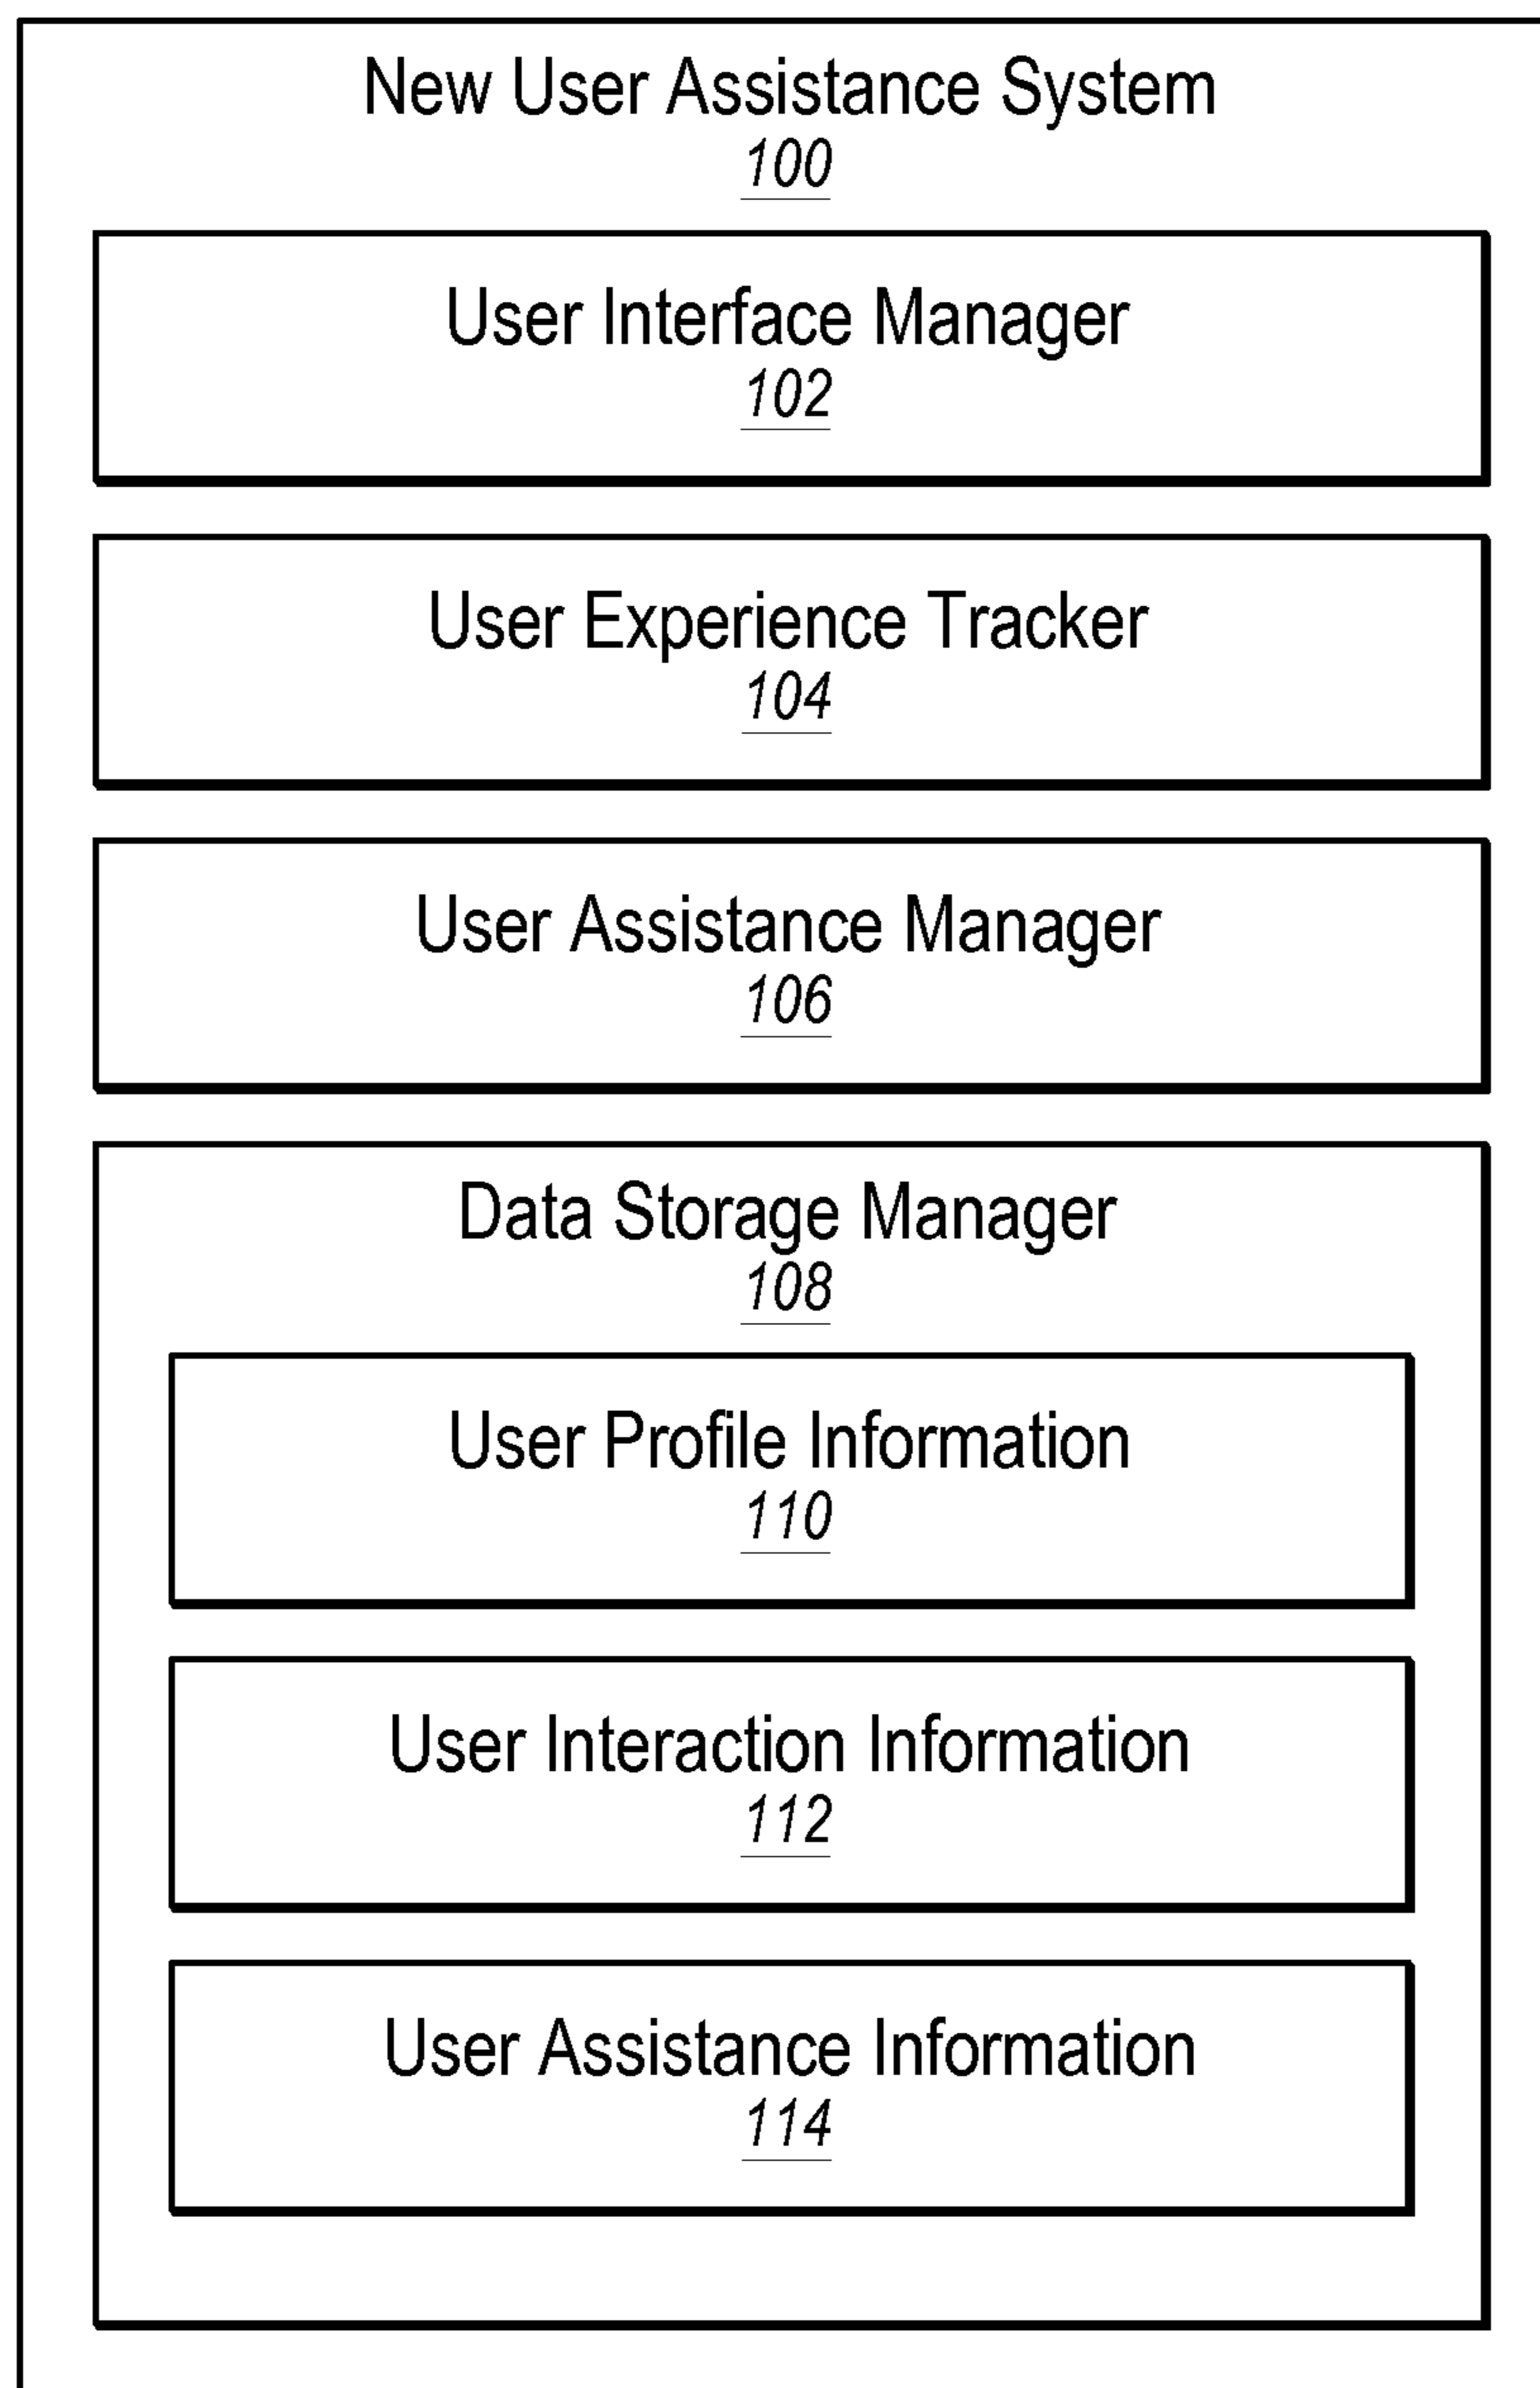 New User Assistance System
100
User Interface Manager
102
User Experience Tracker
104
User Assistance Manager
106
Data Storage Manager
108
User Profile Information
110
User Interaction Information
112
User Assistance Information
114